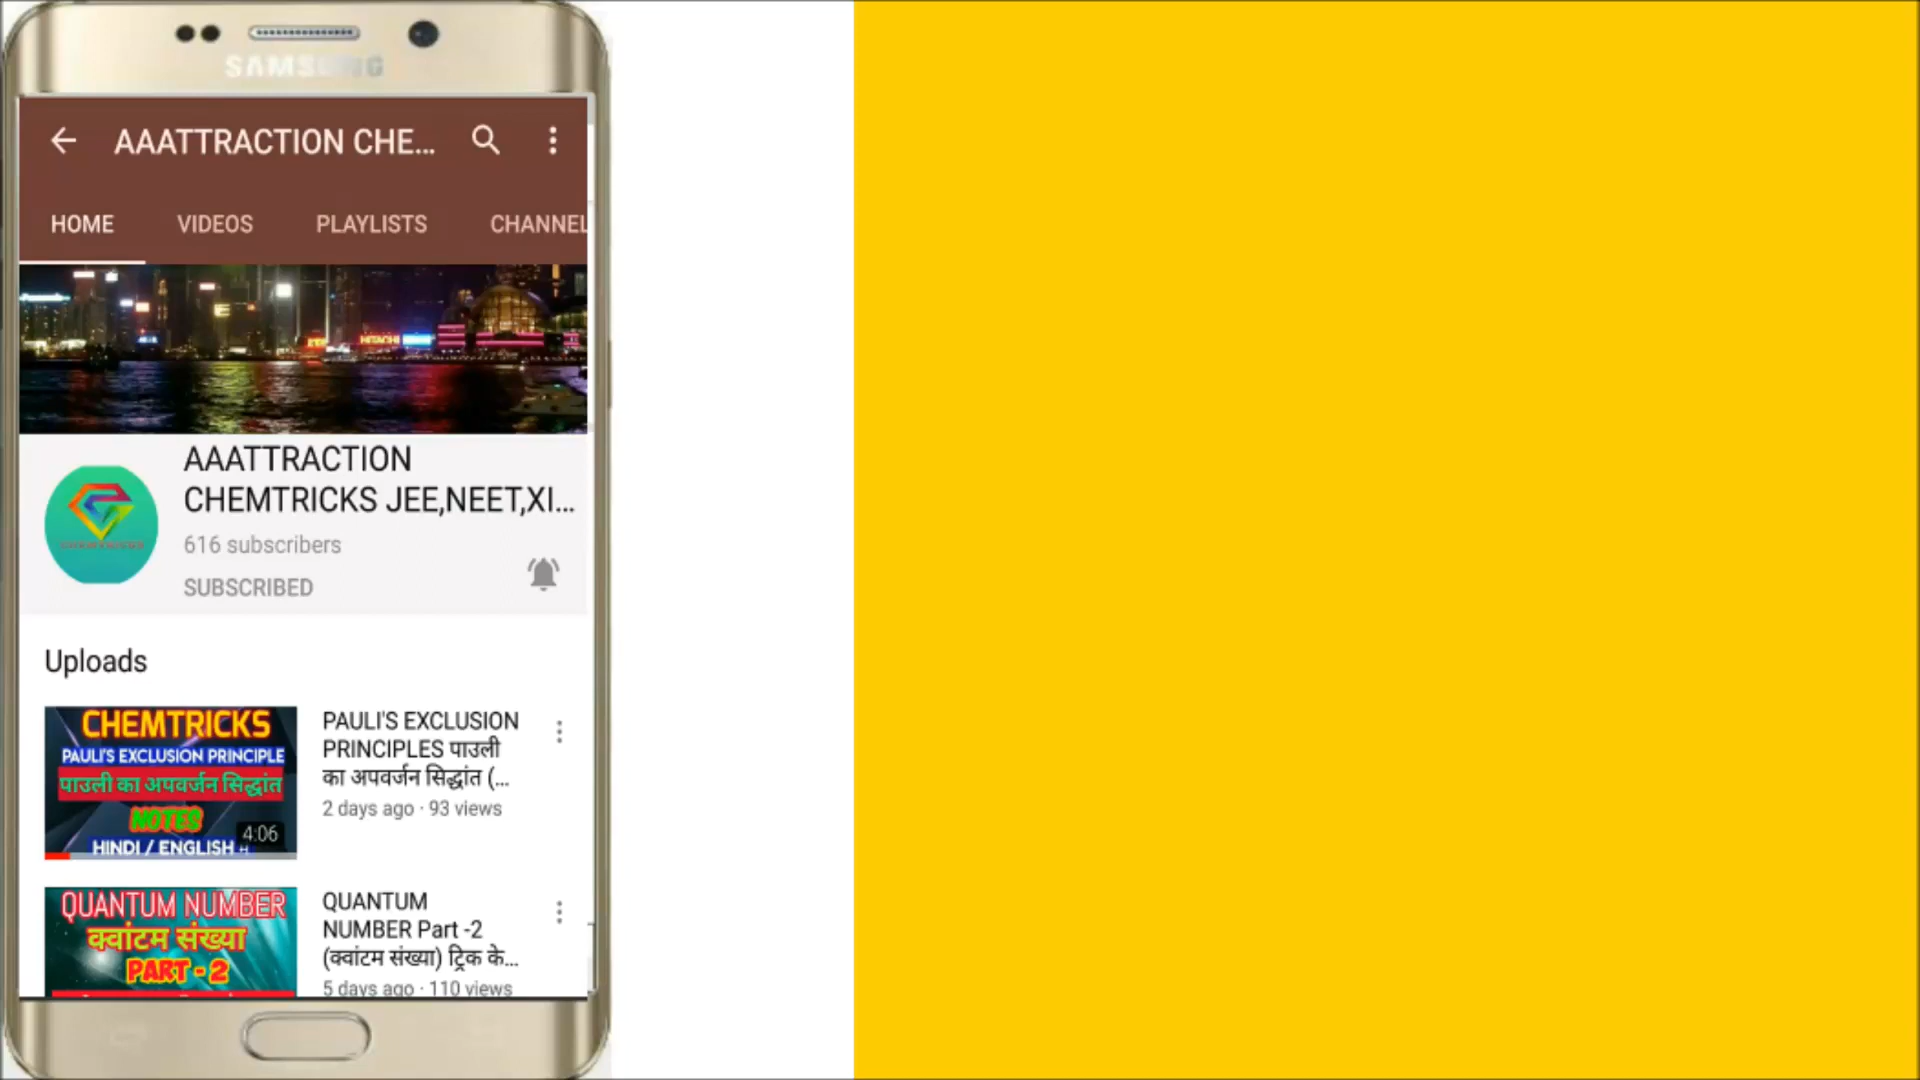 SAMSUNG
AAATTRACTION CHE...
HOME VIDEOS PLAYLISTS CHANNEL
HITACHI
AAATTRACTION
CHEMTRICKS JEE,NEET,XI...
616 subscribers
SUBSCRIBED
Uploads
CHEMTRICKS
PAULI'S EXCLUSION PRINCIPLE
पाउली का अपवर्जन सिद्धांत
NOTES
4:06
HINDI / ENGLISH में
PAULI'S EXCLUSION
PRINCIPLES पाउली
का अपवर्जन सिद्धांत (...
2 days ago · 93 views
QUANTUM NUMBER
क्वांटम संख्या
PART - 2
QUANTUM
NUMBER Part -2
(क्वांटम संख्या) ट्रिक के...
5 days ago · 110 views